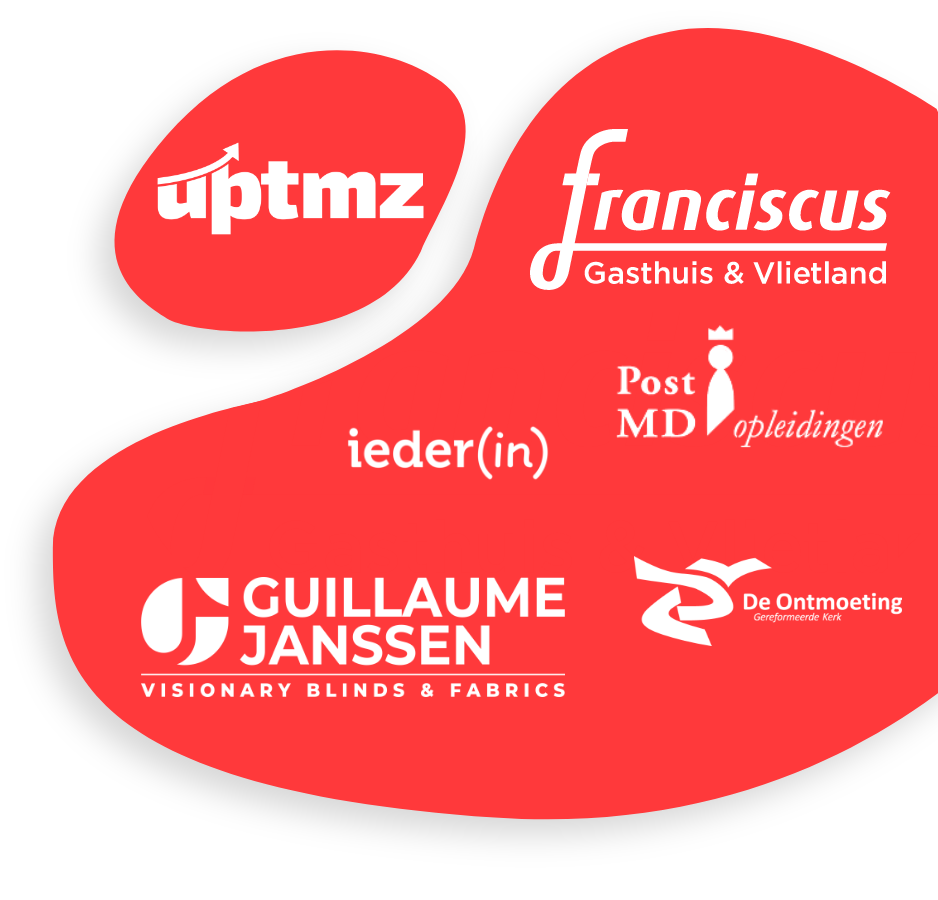 uptmz
franciscus
Gasthuis & Vlietland
Post
MD opleidingen
ieder(in)
GUILLAUME
JANSSEN
VISIONARY BLINDS & FABRICS
De Ontmoeting
Gereformeerde Kerk